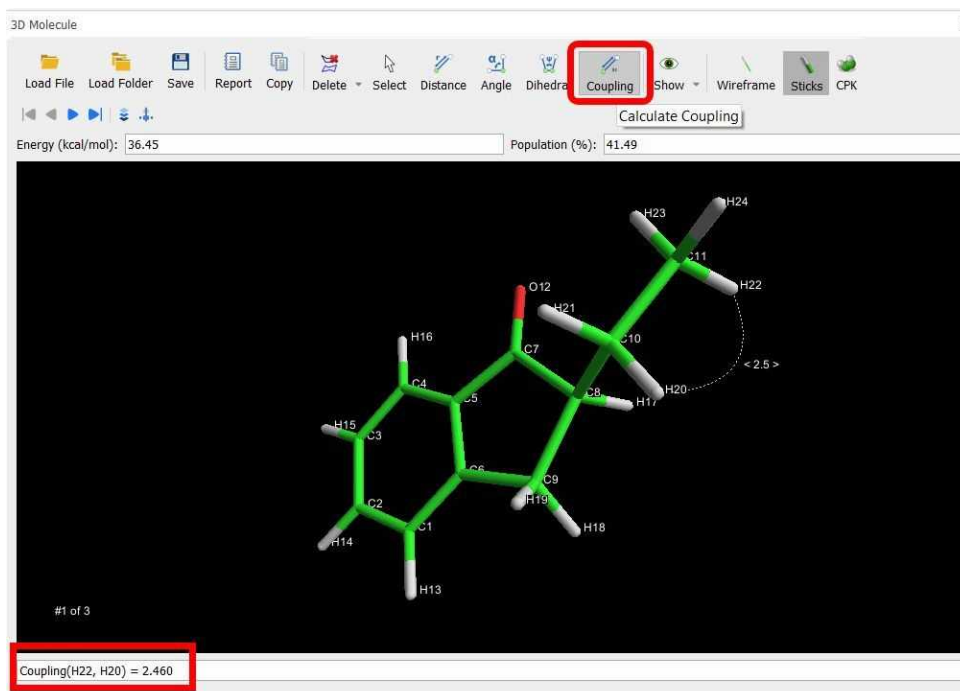 3D Molecule
Load File Load Folder Save Report Copy Delete Select Distance Angle Dihedra Coupling Show Wireframe Sticks CPK
Calculate Coupling
Energy (kcal/mol): 36.45 Population (%): 41.49
H24
H23
C11
H22
O12
H21
C10
H16
C7
< 2.5 >
C4
C8
H20
H17
C5
H15
C3
C6
C9
H19
C2
C1
H18
H14
H13
#1 of 3
Coupling(H22, H20) = 2.460